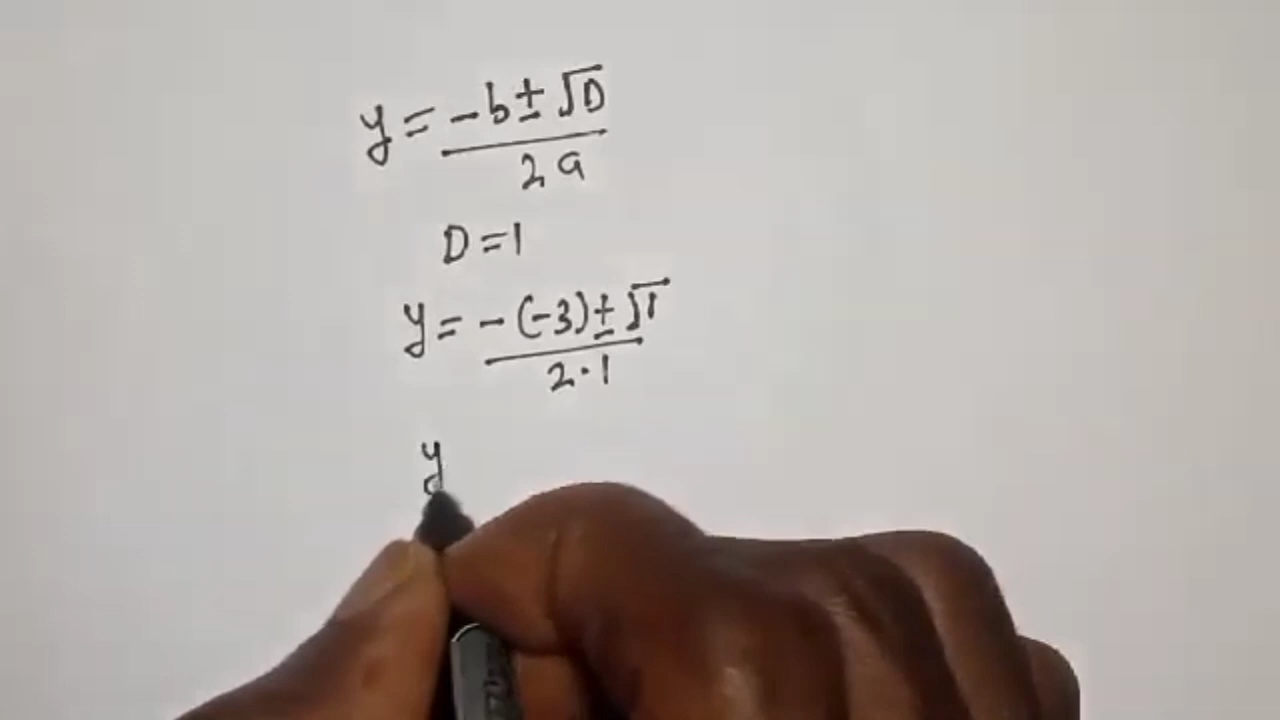 y = -b ± √D / 2a
D = 1
y = -(-3) ± √1 / 2·1
y